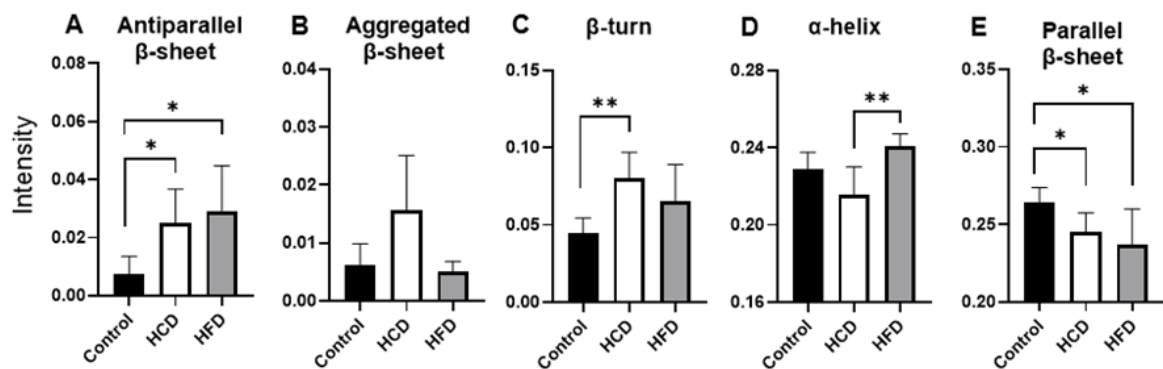 A Antiparallel β-sheet
Intensity
0.08
0.06
0.04
0.02
0.00
*
*
Control HCD HFD
B Aggregated β-sheet
0.04
0.03
0.02
0.01
0.00
Control HCD HFD
C β-turn
0.15
0.10
0.05
0.00
**
Control HCD HFD
D α-helix
0.28
0.24
0.20
0.16
**
Control HCD HFD
E Parallel β-sheet
0.35
0.30
0.25
0.20
*
*
Control HCD HFD